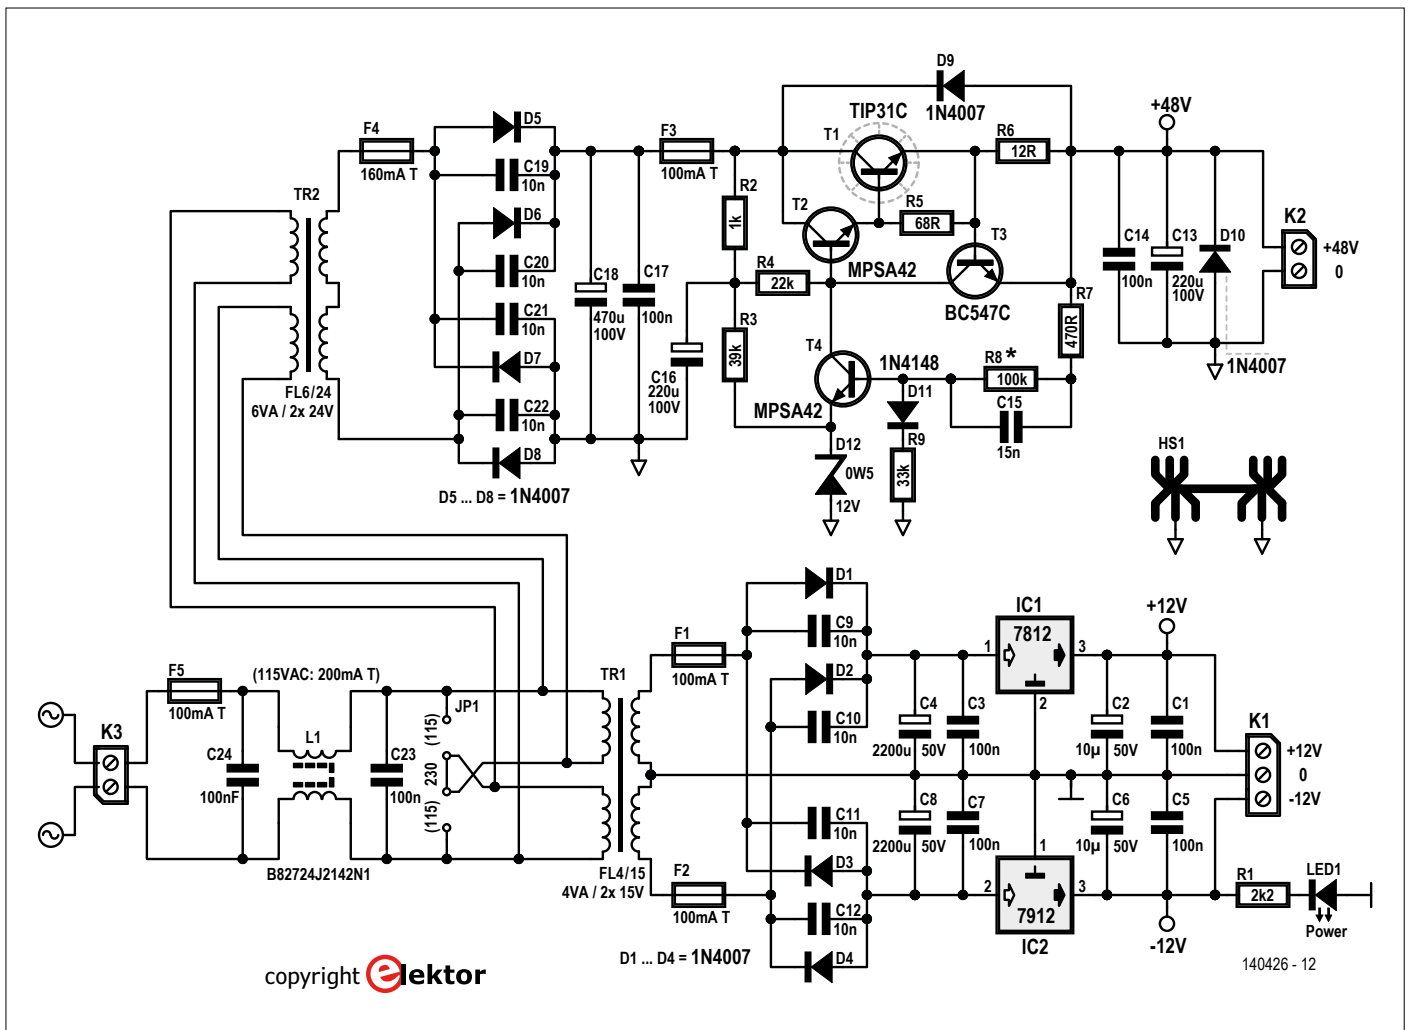 D9
1N4007
TIP31C
T1
+48V
F4
160mA T
D5
C19
10n
F3
100mA T
R6
12R
TR2
D6
R2
1k
T2
R5
68R
T3
K2
+48V
0
C14
100n
C13
220u
100V
D10
1N4007
C20
10n
C18
470u
100V
C17
100n
R4
22k
MPSA42
BC547C
R7
470R
C21
10n
R3
39k
T4
1N4148
R8 *
100k
C16
220u
100V
D7
FL6/24
6VA / 2x 24V
MPSA42
D11
C15
15n
C22
10n
D8
D12
0W5
12V
R9
33k
HS1
D5 ... D8 = 1N4007
D1
C9
10n
IC1
7812
1
3
2
+12V
F1
100mA T
TR1
D2
C10
10n
F5
100mA T
(115VAC: 200mA T)
L1
JP1
(115)
230
(115)
K3
C24
100nF
C23
100n
B82724J2142N1
C4
2200u
50V
C3
100n
C2
10µ
50V
C1
100n
K1
+12V
0
-12V
C11
10n
C8
2200u
50V
C7
100n
C6
10µ
50V
C5
100n
D3
FL4/15
4VA / 2x 15V
F2
100mA T
C12
10n
D4
1
2
3
7912
IC2
-12V
R1
2k2
LED1
Power
D1 ... D4 = 1N4007
copyright elektor
140426 - 12